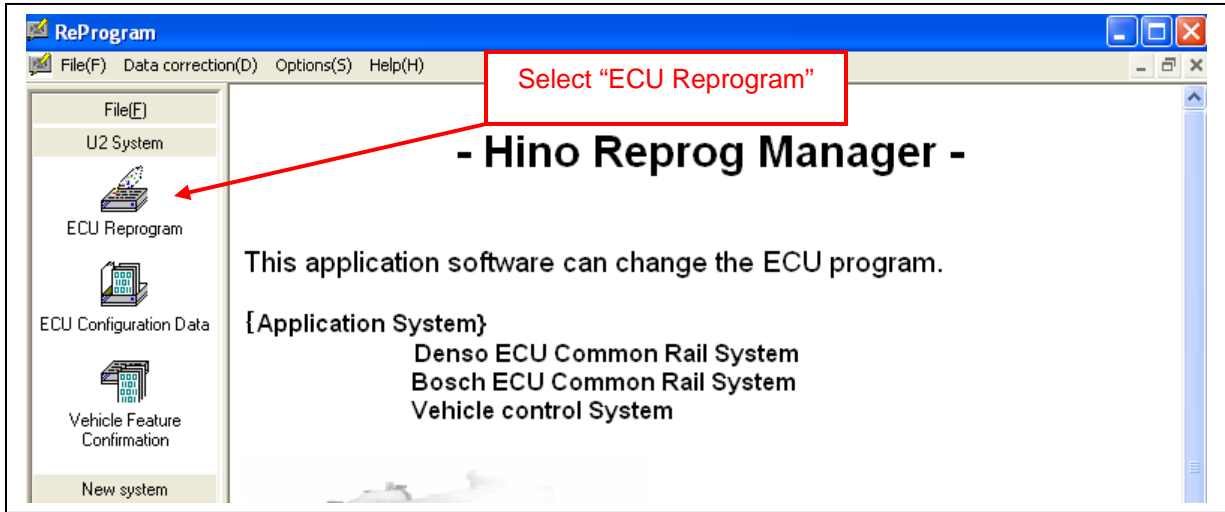 ReProgram
File(F) Data correction(D) Options(S) Help(H)
Select “ECU Reprogram”
File(F)
U2 System
ECU Reprogram
ECU Configuration Data
Vehicle Feature
Confirmation
New system
- Hino Reprog Manager -
This application software can change the ECU program.
{Application System}
Denso ECU Common Rail System
Bosch ECU Common Rail System
Vehicle control System